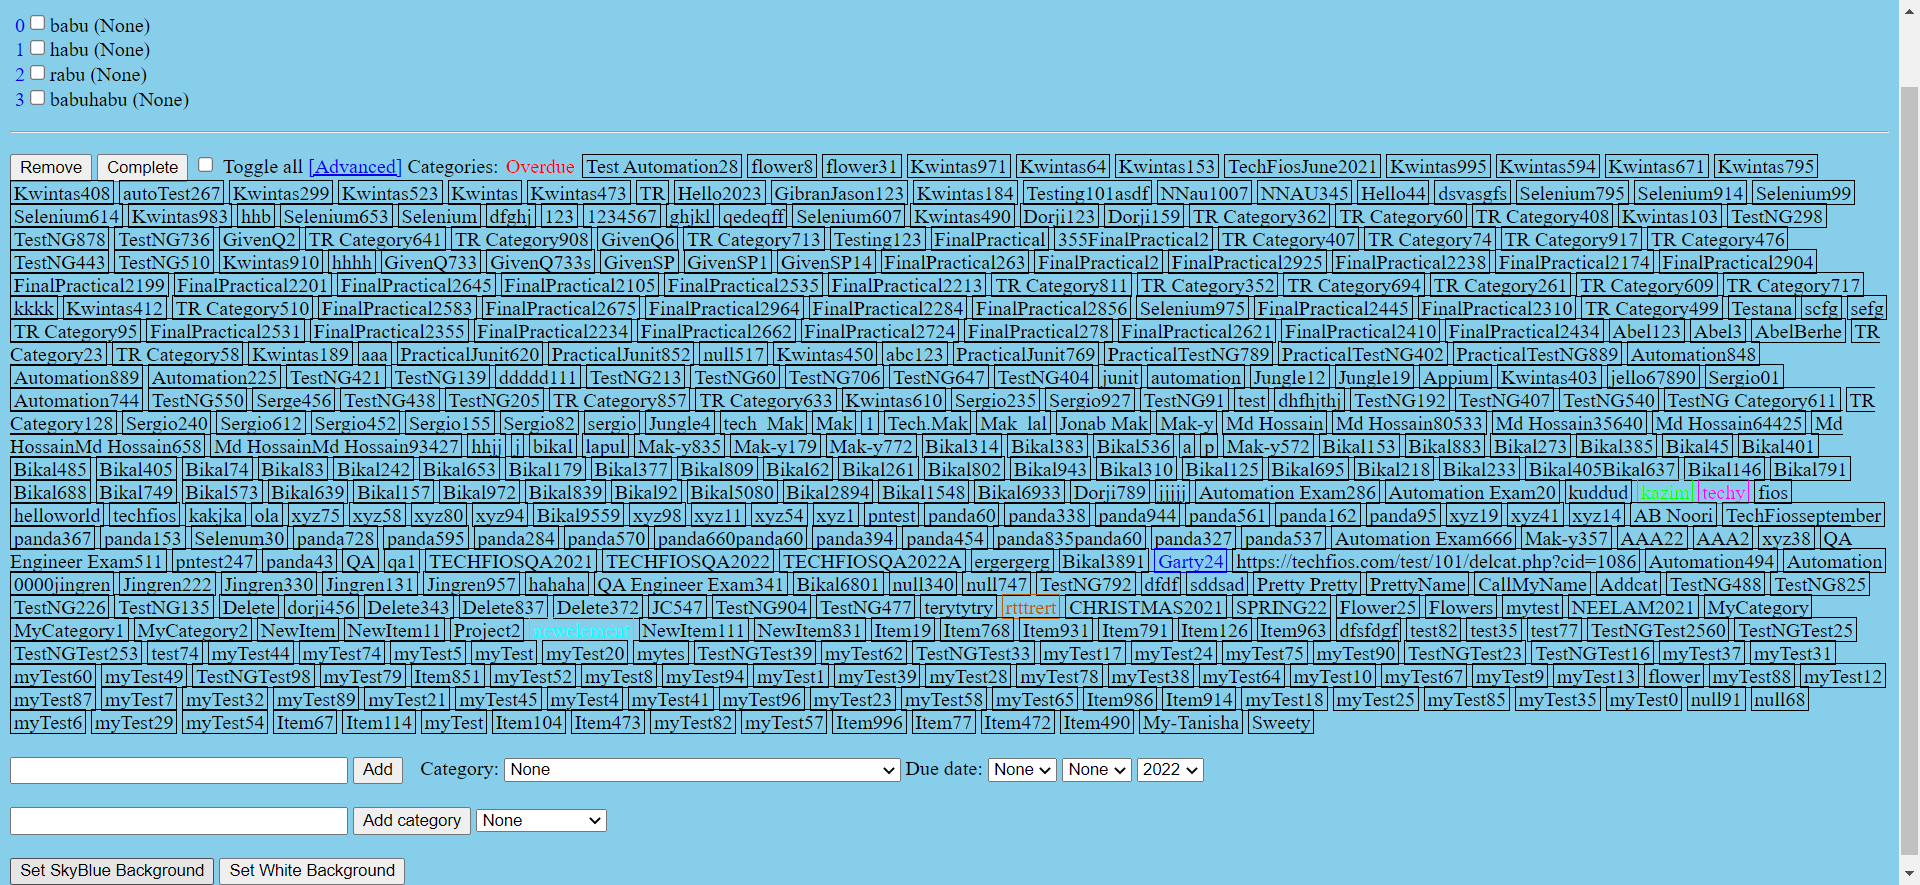 0 babu (None)
1 habu (None)
2 rabu (None)
3 babuhabu (None)
Remove Complete Toggle all [Advanced] Categories: Overdue Test Automation28 flower8 flower31 Kwintas971 Kwintas64 Kwintas153 TechFiosJune2021 Kwintas995 Kwintas594 Kwintas671 Kwintas795
Kwintas408 autoTest267 Kwintas299 Kwintas523 Kwintas Kwintas473 TR Hello2023 GibranJason123 Kwintas184 Testing101asdf NNau1007 NNAU345 Hello44 dsvasgfs Selenium795 Selenium914 Selenium99
Selenium614 Kwintas983 hhb Selenium653 Selenium dfghj 123 1234567 ghjkl qedeqff Selenium607 Kwintas490 Dorji123 Dorji159 TR Category362 TR Category60 TR Category408 Kwintas103 TestNG298
TestNG878 TestNG736 GivenQ2 TR Category641 TR Category908 GivenQ6 TR Category713 Testing123 FinalPractical 355FinalPractical2 TR Category407 TR Category74 TR Category917 TR Category476
TestNG443 TestNG510 Kwintas910 hhhh GivenQ733 GivenQ733s GivenSP GivenSP1 GivenSP14 FinalPractical263 FinalPractical2 FinalPractical2925 FinalPractical2238 FinalPractical2174 FinalPractical2904
FinalPractical2199 FinalPractical2201 FinalPractical2645 FinalPractical2105 FinalPractical2535 FinalPractical2213 TR Category811 TR Category352 TR Category694 TR Category261 TR Category609 TR Category717
kkkk Kwintas412 TR Category510 FinalPractical2583 FinalPractical2675 FinalPractical2964 FinalPractical2284 FinalPractical2856 Selenium975 FinalPractical2445 FinalPractical2310 TR Category499 Testana scfg sefg
TR Category95 FinalPractical2531 FinalPractical2355 FinalPractical2234 FinalPractical2662 FinalPractical2724 FinalPractical278 FinalPractical2621 FinalPractical2410 FinalPractical2434 Abel123 Abel3 AbelBerhe TR
Category23 TR Category58 Kwintas189 aaa PracticalJunit620 PracticalJunit852 null517 Kwintas450 abc123 PracticalJunit769 PracticalTestNG789 PracticalTestNG402 PracticalTestNG889 Automation848
Automation889 Automation225 TestNG421 TestNG139 ddddd111 TestNG213 TestNG60 TestNG706 TestNG647 TestNG404 junit automation Jungle12 Jungle19 Appium Kwintas403 jello67890 Sergio01
Automation744 TestNG550 Serge456 TestNG438 TestNG205 TR Category857 TR Category633 Kwintas610 Sergio235 Sergio927 TestNG91 test dhfhjthj TestNG192 TestNG407 TestNG540 TestNG Category611 TR
Category128 Sergio240 Sergio612 Sergio452 Sergio155 Sergio82 sergio Jungle4 tech_Mak Mak 1 Tech.Mak Mak_lal Jonab Mak Mak-y Md Hossain Md Hossain80533 Md Hossain35640 Md Hossain64425 Md
HossainMd Hossain658 Md HossainMd Hossain93427 hhjj j bikal lapul Mak-y835 Mak-y179 Mak-y772 Bikal314 Bikal383 Bikal536 a p Mak-y572 Bikal153 Bikal883 Bikal273 Bikal385 Bikal45 Bikal401
Bikal485 Bikal405 Bikal74 Bikal83 Bikal242 Bikal653 Bikal179 Bikal377 Bikal809 Bikal62 Bikal261 Bikal802 Bikal943 Bikal310 Bikal125 Bikal695 Bikal218 Bikal233 Bikal405Bikal637 Bikal146 Bikal791
Bikal688 Bikal749 Bikal573 Bikal639 Bikal157 Bikal972 Bikal839 Bikal92 Bikal5080 Bikal2894 Bikal1548 Bikal6933 Dorji789 jjjjj Automation Exam286 Automation Exam20 kuddud kazim techy fios
helloworld techfios kakjka ola xyz75 xyz58 xyz80 xyz94 Bikal9559 xyz98 xyz11 xyz54 xyz1 pntest panda60 panda338 panda944 panda561 panda162 panda95 xyz19 xyz41 xyz14 AB Noori TechFiosseptember
panda367 panda153 Selenum30 panda728 panda595 panda284 panda570 panda660panda60 panda394 panda454 panda835panda60 panda327 panda537 Automation Exam666 Mak-y357 AAA22 AAA2 xyz38 QA
Engineer Exam511 pntest247 panda43 QA qa1 TECHFIOSQA2021 TECHFIOSQA2022 TECHFIOSQA2022A ergergerg Bikal3891 Garty24 https://techfios.com/test/101/delcat.php?cid=1086 Automation494 Automation
0000jingren Jingren222 Jingren330 Jingren131 Jingren957 hahaha QA Engineer Exam341 Bikal6801 null340 null747 TestNG792 dfdf sddsad Pretty Pretty PrettyName CallMyName Addcat TestNG488 TestNG825
TestNG226 TestNG135 Delete dorji456 Delete343 Delete837 Delete372 JC547 TestNG904 TestNG477 terytytry rtttrert CHRISTMAS2021 SPRING22 Flower25 Flowers mytest NEELAM2021 MyCategory
MyCategory1 MyCategory2 NewItem NewItem11 Project2 newelement NewItem111 NewItem831 Item19 Item768 Item931 Item791 Item126 Item963 dfsfdgf test82 test35 test77 TestNGTest2560 TestNGTest25
TestNGTest253 test74 myTest44 myTest74 myTest5 myTest myTest20 mytes TestNGTest39 myTest62 TestNGTest33 myTest17 myTest24 myTest75 myTest90 TestNGTest23 TestNGTest16 myTest37 myTest31
myTest60 myTest49 TestNGTest98 myTest79 Item851 myTest52 myTest8 myTest94 myTest1 myTest39 myTest28 myTest78 myTest38 myTest64 myTest10 myTest67 myTest9 myTest13 flower myTest88 myTest12
myTest87 myTest7 myTest32 myTest89 myTest21 myTest45 myTest4 myTest41 myTest96 myTest23 myTest58 myTest65 Item986 Item914 myTest18 myTest25 myTest85 myTest35 myTest0 null91 null68
myTest6 myTest29 myTest54 Item67 Item114 myTest Item104 Item473 myTest82 myTest57 Item996 Item77 Item472 Item490 My-Tanisha Sweety
Add Category: None Due date: None None 2022
Add category None
Set SkyBlue Background Set White Background